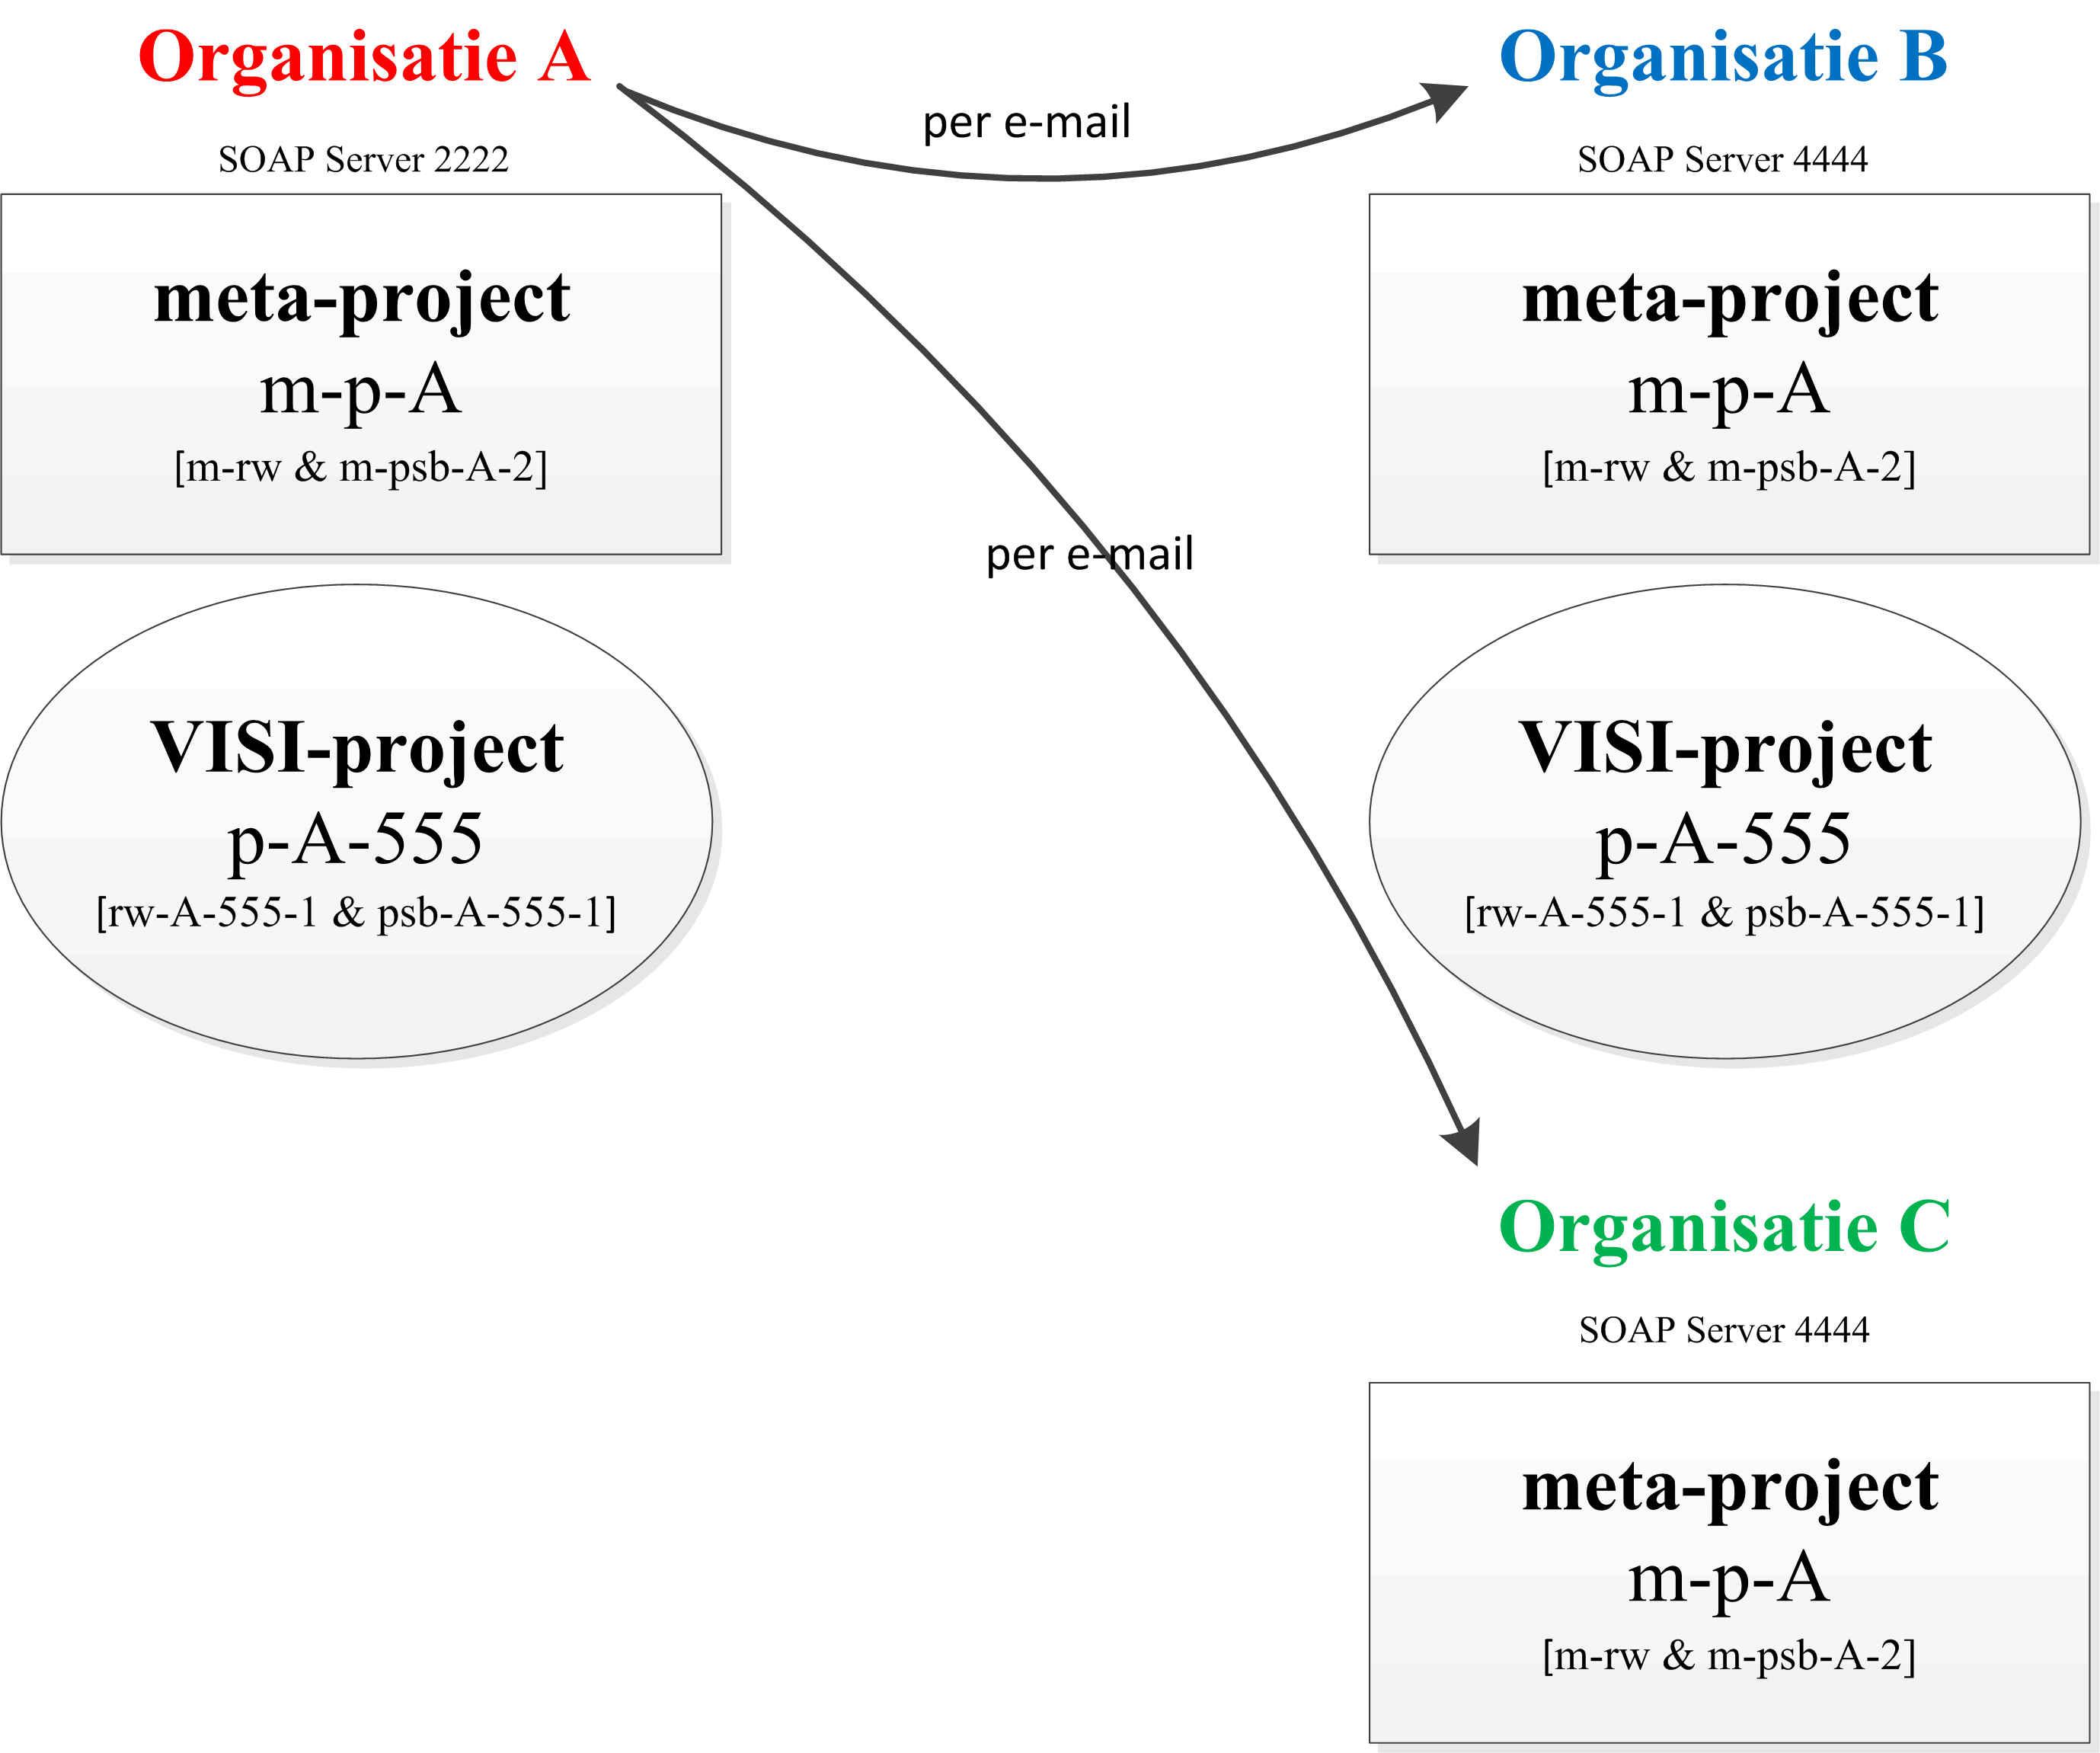 Organisatie A
SOAP Server 2222
meta-project
m-p-A
[m-rw & m-psb-A-2]
VISI-project
p-A-555
[rw-A-555-1 & psb-A-555-1]
per e-mail
per e-mail
Organisatie B
SOAP Server 4444
meta-project
m-p-A
[m-rw & m-psb-A-2]
VISI-project
p-A-555
[rw-A-555-1 & psb-A-555-1]
Organisatie C
SOAP Server 4444
meta-project
m-p-A
[m-rw & m-psb-A-2]